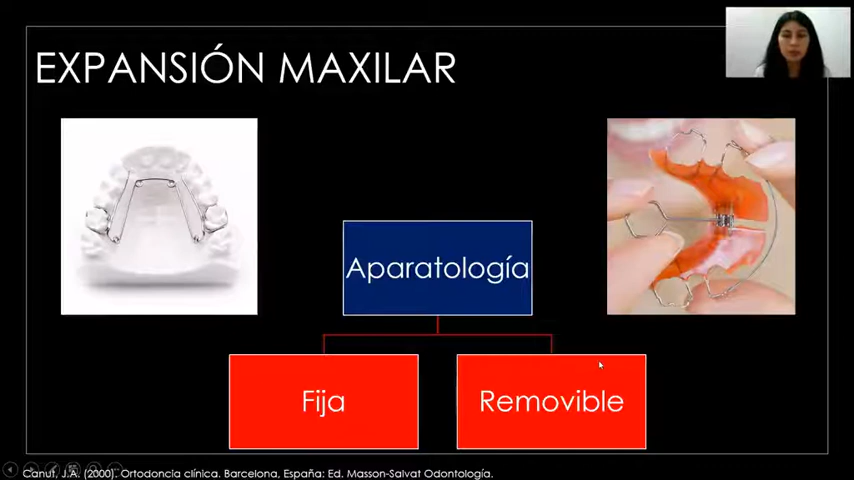 EXPANSIÓN MAXILAR
Aparatología
Fija
Removible
Canut, J.A. (2000). Ortodoncia clínica. Barcelona, España: Ed. Masson-Salvat Odontología.